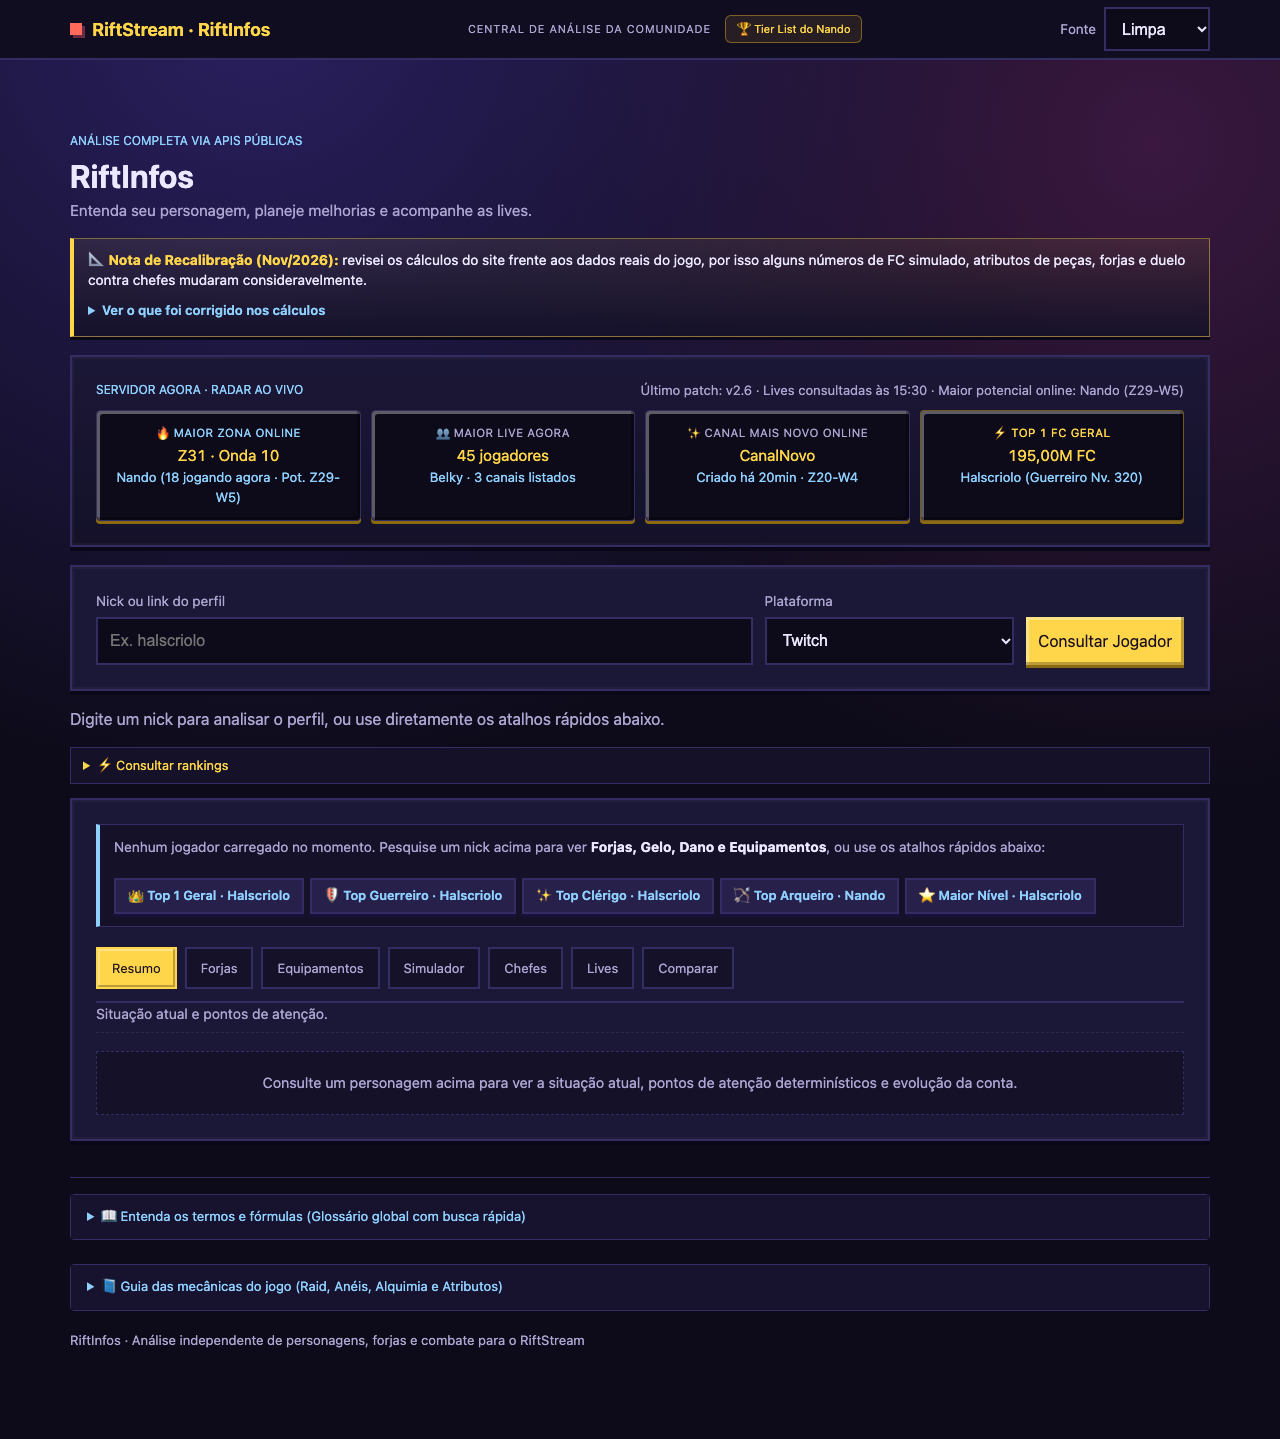 RiftStream · RiftInfos
CENTRAL DE ANÁLISE DA COMUNIDADE
🏆 Tier List do Nando
Fonte
Limpa
ANÁLISE COMPLETA VIA APIS PÚBLICAS
RiftInfos
Entenda seu personagem, planeje melhorias e acompanhe as lives.
📐 Nota de Recalibração (Nov/2026): revisei os cálculos do site frente aos dados reais do jogo, por isso alguns números de FC simulado, atributos de peças, forjas e duelo
contra chefes mudaram consideravelmente.
▶ Ver o que foi corrigido nos cálculos
SERVIDOR AGORA · RADAR AO VIVO
Último patch: v2.6 · Lives consultadas às 15:30 · Maior potencial online: Nando (Z29-W5)
🔥 MAIOR ZONA ONLINE
Z31 · Onda 10
Nando (18 jogando agora · Pot. Z29-
W5)
👥 MAIOR LIVE AGORA
45 jogadores
Belky · 3 canais listados
✨ CANAL MAIS NOVO ONLINE
CanalNovo
Criado há 20min · Z20-W4
⚡ TOP 1 FC GERAL
195,00M FC
Halscriolo (Guerreiro Nv. 320)
Nick ou link do perfil
Ex. halscriolo
Plataforma
Twitch
Consultar Jogador
Digite um nick para analisar o perfil, ou use diretamente os atalhos rápidos abaixo.
▶ ⚡ Consultar rankings
Nenhum jogador carregado no momento. Pesquise um nick acima para ver Forjas, Gelo, Dano e Equipamentos, ou use os atalhos rápidos abaixo:
👑 Top 1 Geral · Halscriolo
🛡️ Top Guerreiro · Halscriolo
✨ Top Clérigo · Halscriolo
🏹 Top Arqueiro · Nando
⭐ Maior Nível · Halscriolo
Resumo
Forjas
Equipamentos
Simulador
Chefes
Lives
Comparar
Situação atual e pontos de atenção.
Consulte um personagem acima para ver a situação atual, pontos de atenção determinísticos e evolução da conta.
▶ 📖 Entenda os termos e fórmulas (Glossário global com busca rápida)
▶ 📘 Guia das mecânicas do jogo (Raid, Anéis, Alquimia e Atributos)
RiftInfos · Análise independente de personagens, forjas e combate para o RiftStream